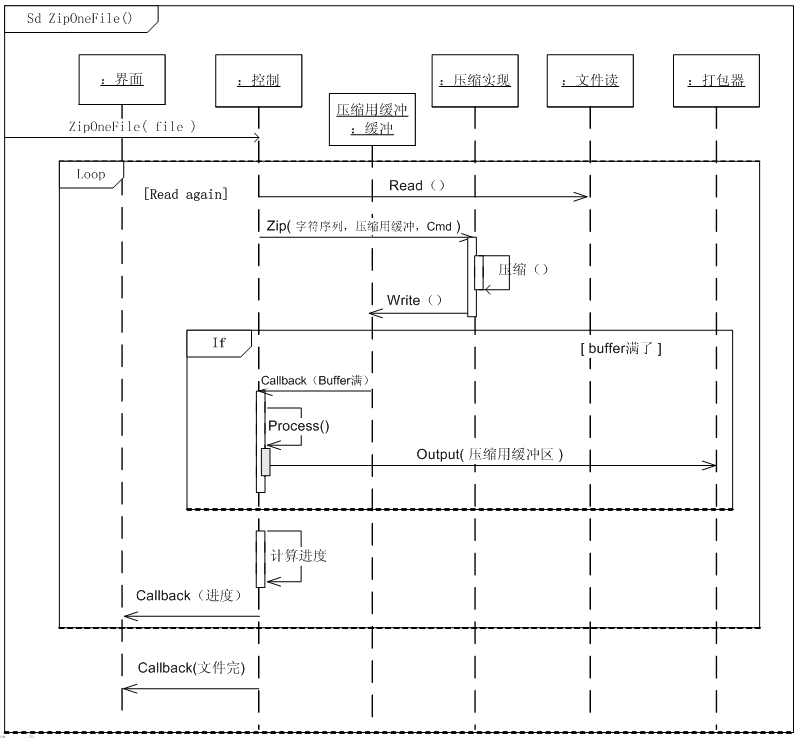 Sd ZipOneFile()
：界面
：控制
压缩用缓冲
：缓冲
：压缩实现
：文件读
：打包器
ZipOneFile( file )
Loop
[Read again]
Read（）
Zip( 字符序列，压缩用缓冲，Cmd )
压缩（）
Write（）
If
[ buffer满了 ]
Callback（Buffer满）
Process()
Output( 压缩用缓冲区 )
计算进度
Callback（进度）
Callback(文件完)